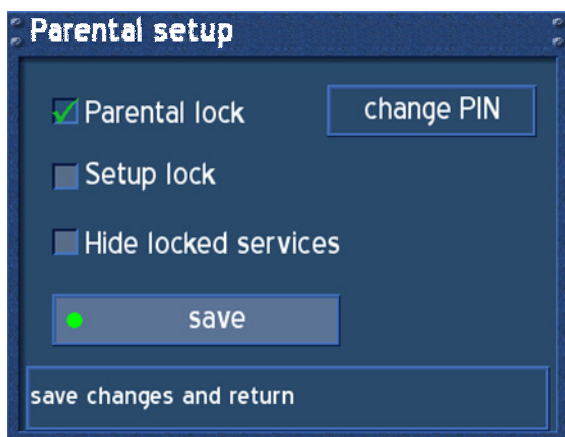 Parental setup
Parental lock
change PIN
Setup lock
Hide locked services
save
save changes and return